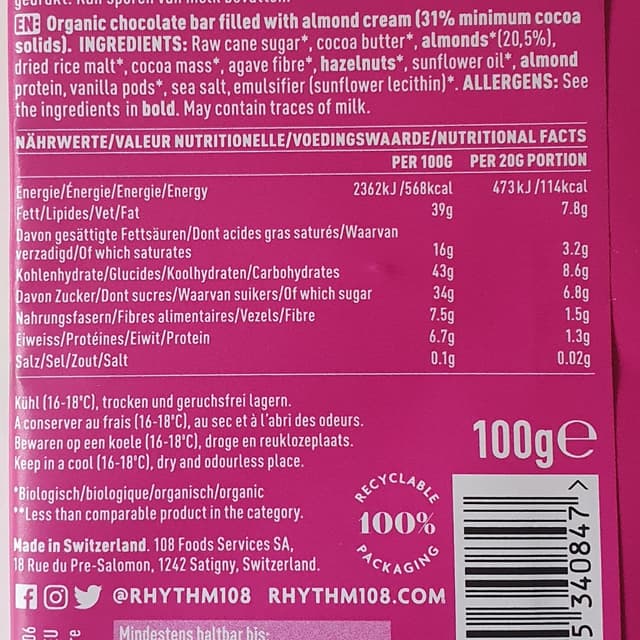 EN: Organic chocolate bar filled with almond cream (31% minimum cocoa
solids). INGREDIENTS: Raw cane sugar*, cocoa butter*, almonds*(20,5%),
dried rice malt*, cocoa mass*, agave fibre*, hazelnuts*, sunflower oil*, almond
protein, vanilla pods*, sea salt, emulsifier (sunflower lecithin)*. ALLERGENS: See
the ingredients in bold. May contain traces of milk.
NÄHRWERTE/VALEUR NUTRITIONELLE/VOEDINGSWAARDE/NUTRITIONAL FACTS
PER 100G PER 20G PORTION
Energie/Énergie/Energie/Energy 2362kJ/568kcal 473kJ/114kcal
Fett/Lipides/Vet/Fat 39g 7.8g
Davon gesättigte Fettsäuren/Dont acides gras saturés/Waarvan
verzadigd/Of which saturates 16g 3.2g
Kohlenhydrate/Glucides/Koolhydraten/Carbohydrates 43g 8.6g
Davon Zucker/Dont sucres/Waarvan suikers/Of which sugar 34g 6.8g
Nahrungsfasern/Fibres alimentaires/Vezels/Fibre 7.5g 1.5g
Eiweiss/Protéines/Eiwit/Protein 6.7g 1.3g
Salz/Sel/Zout/Salt 0.1g 0.02g
Kühl (16-18°C), trocken und geruchsfrei lagern.
A conserver au frais (16-18°C), au sec et à l'abri des odeurs.
Bewaren op een koele (16-18°C), droge en reuklozeplaats.
Keep in a cool (16-18°C), dry and odourless place.
100g℮
*Biologisch/biologique/organisch/organic
**Less than comparable product in the category.
RECYCLABLE
100%
PACKAGING
Made in Switzerland. 108 Foods Services SA,
18 Rue du Pre-Salomon, 1242 Satigny, Switzerland.
@RHYTHM108 RHYTHM108.COM
5 340847 >
Mindestens haltbar bis: